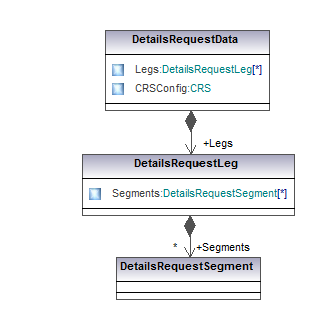 DetailsRequestData
Legs:DetailsRequestLeg[*]
CRSConfig:CRS
+Legs
DetailsRequestLeg
Segments:DetailsRequestSegment[*]
* +Segments
DetailsRequestSegment